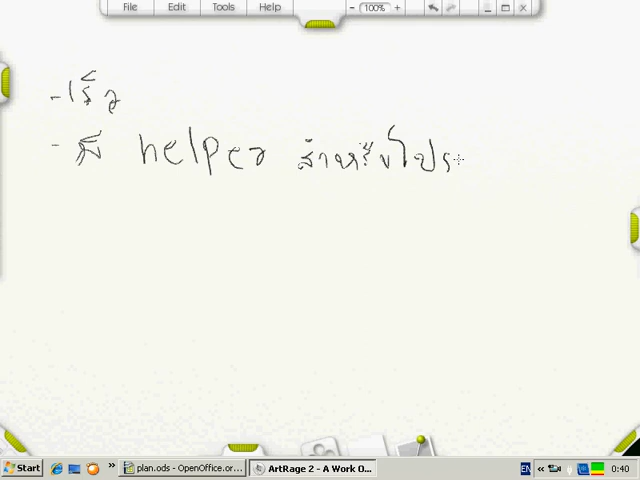 File Edit Tools Help - 100% +
- เร็ว
- มี helper สำหรับโปร
Start » plan.ods - OpenOffice.or... ArtRage 2 - A Work O... EN « 0:40